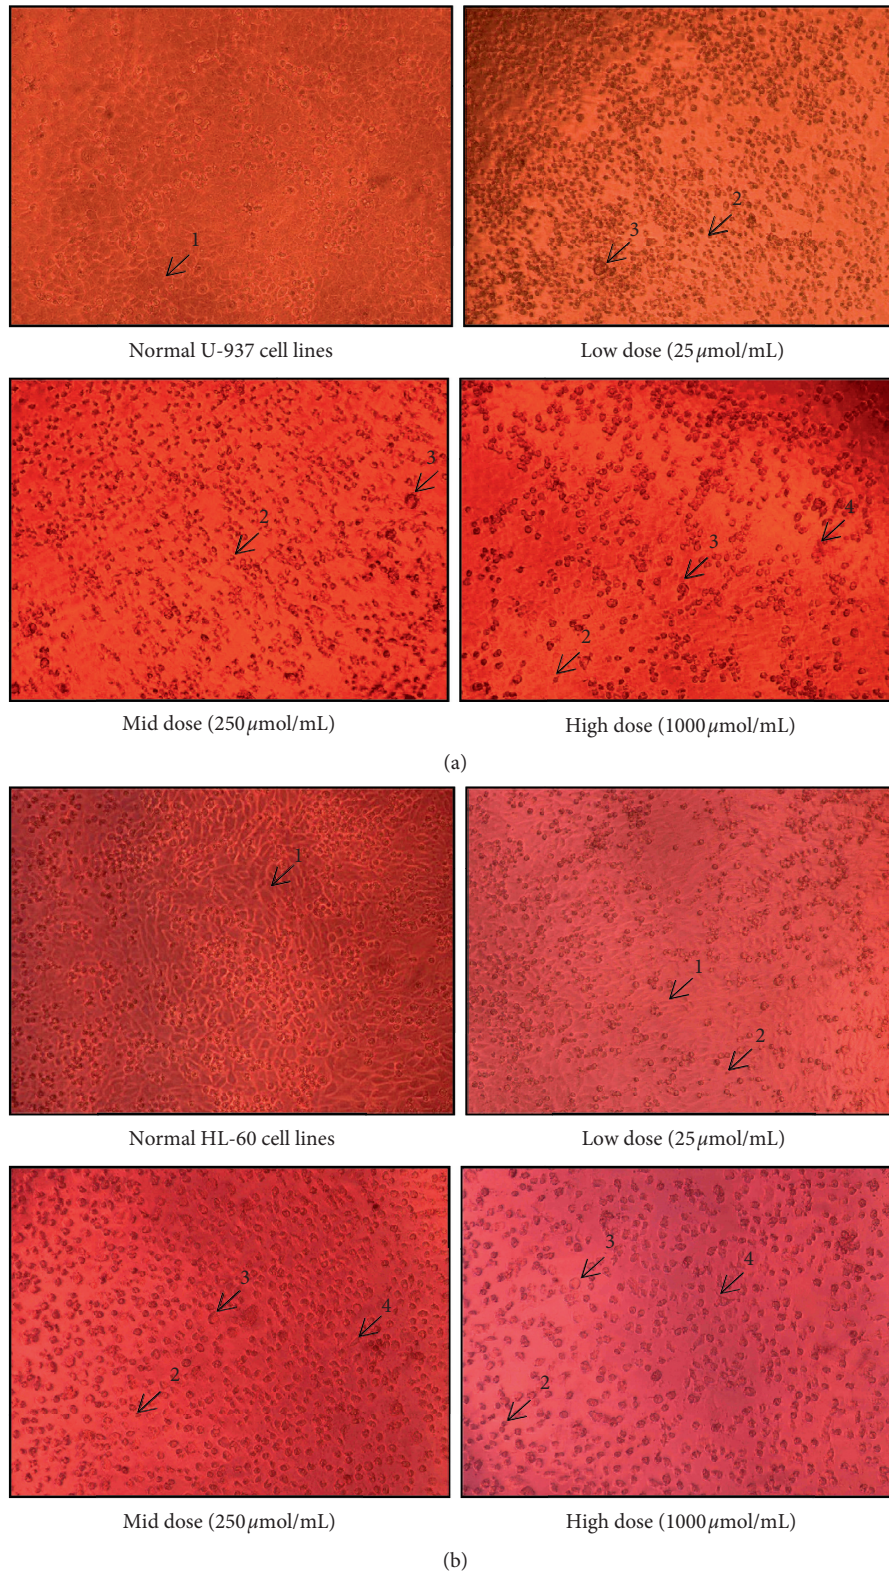 1
Normal U-937 cell lines
2
3
Low dose (25 μmol/mL)
3
2
Mid dose (250 μmol/mL)
4
3
2
High dose (1000 μmol/mL)
(a)
1
Normal HL-60 cell lines
1
2
Low dose (25 μmol/mL)
3
4
2
Mid dose (250 μmol/mL)
3
4
2
High dose (1000 μmol/mL)
(b)